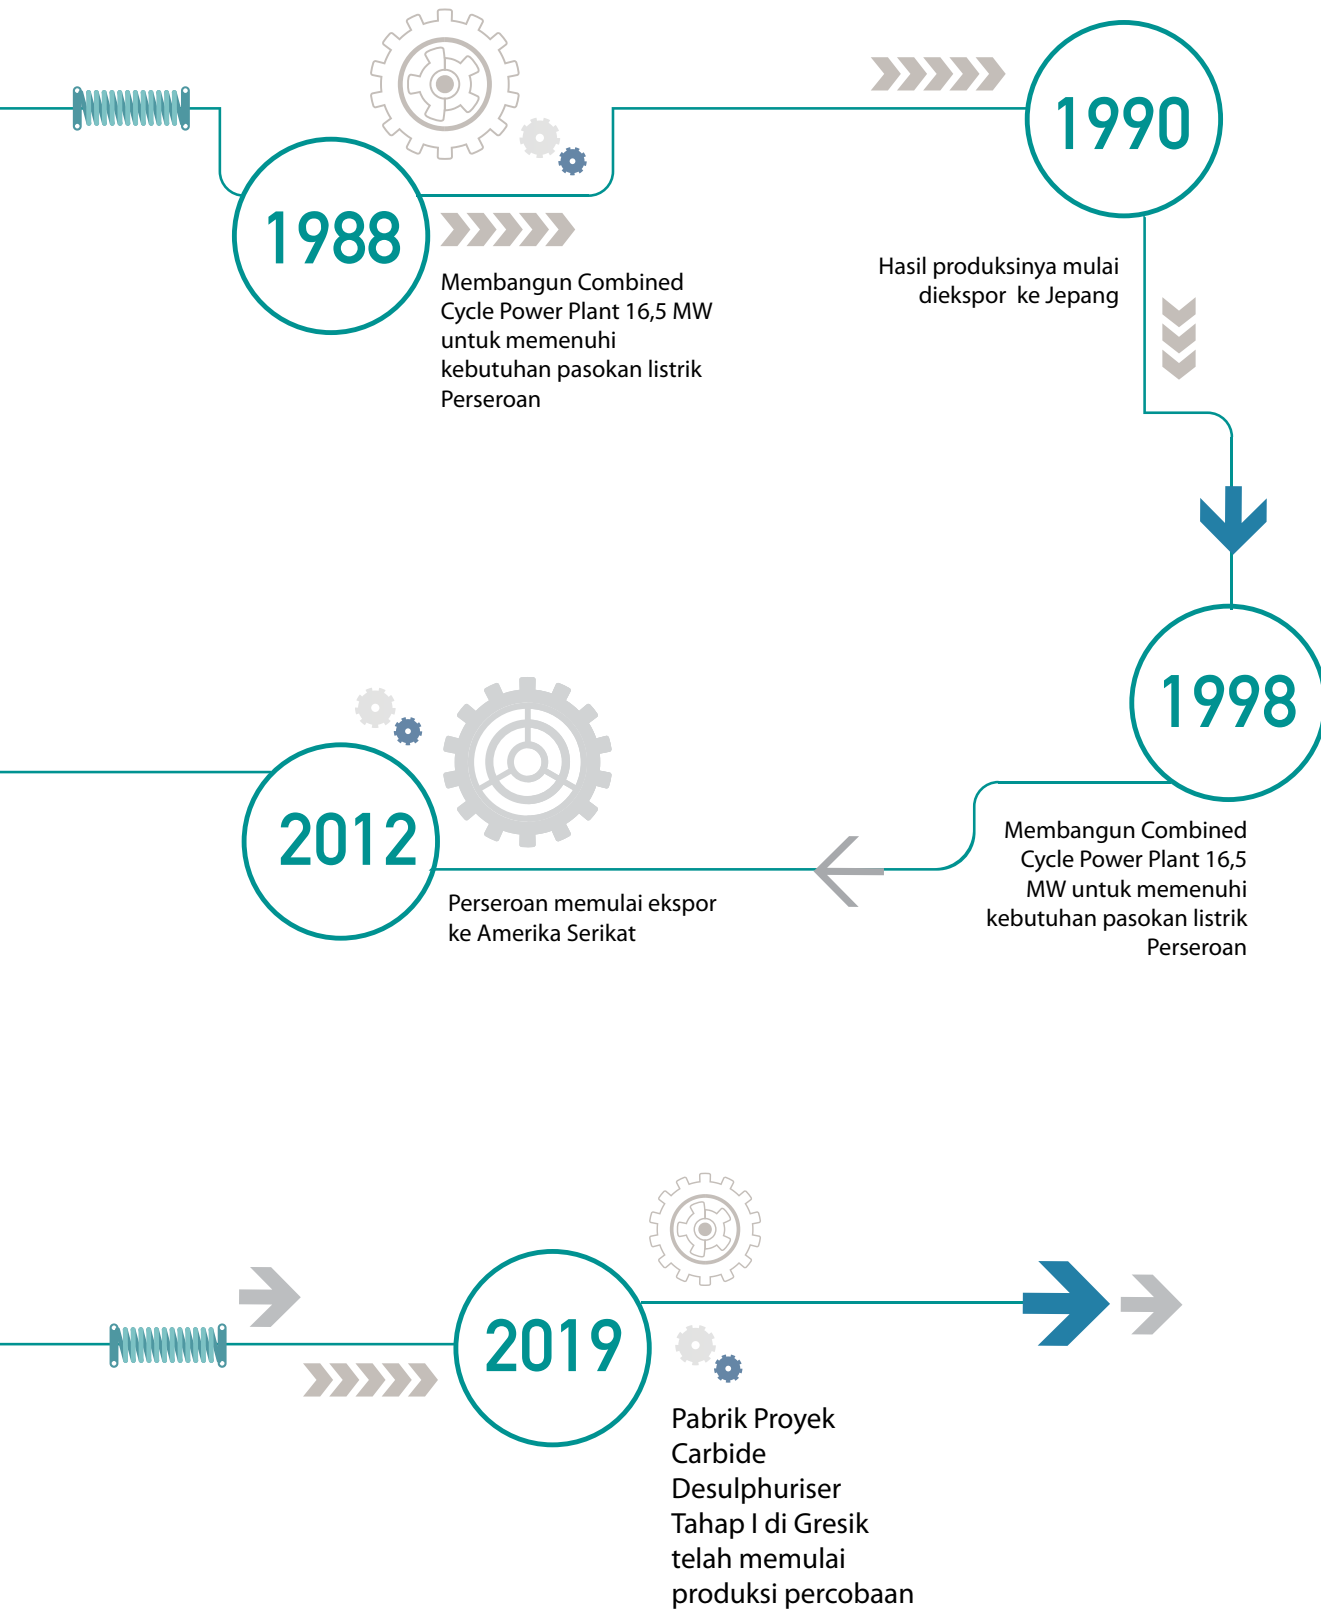 1988
Membangun Combined
Cycle Power Plant 16,5 MW
untuk memenuhi
kebutuhan pasokan listrik
Perseroan
1990
Hasil produksinya mulai
diekspor  ke Jepang
1998
Membangun Combined
Cycle Power Plant 16,5
MW untuk memenuhi
kebutuhan pasokan listrik
Perseroan
2012
Perseroan memulai ekspor
ke Amerika Serikat
2019
Pabrik Proyek
Carbide
Desulphuriser
Tahap I di Gresik
telah memulai
produksi percobaan